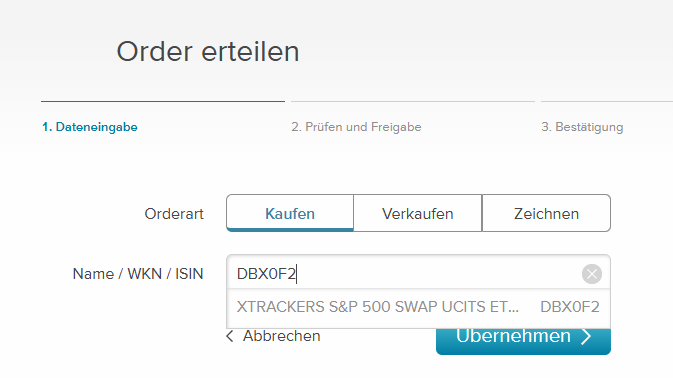 Order erteilen
1. Dateneingabe 2. Prüfen und Freigabe 3. Bestätigung
Orderart Kaufen Verkaufen Zeichnen
Name / WKN / ISIN DBX0F2
XTRACKERS S&P 500 SWAP UCITS ET... DBX0F2
Abbrechen Übernehmen